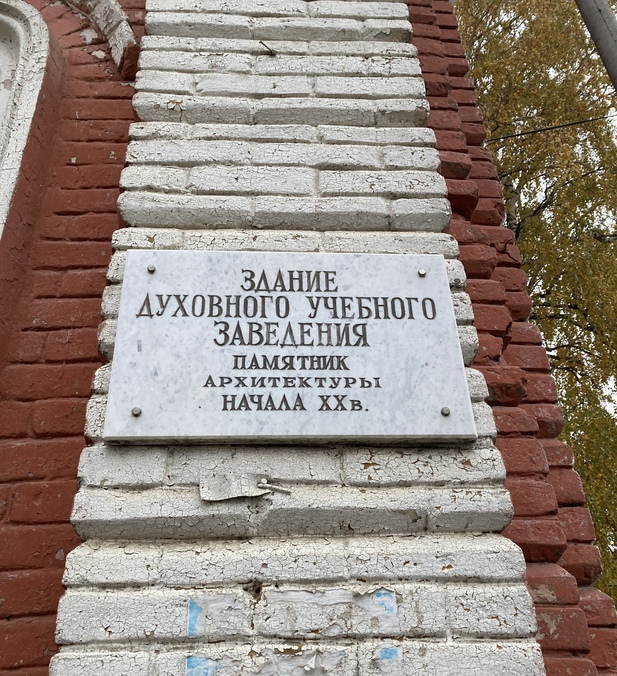 ЗДАНИЕ
ДУХОВНОГО УЧЕБНОГО
ЗАВЕДЕНИЯ
ПАМЯТНИК
АРХИТЕКТУРЫ
НАЧАЛА XXв.